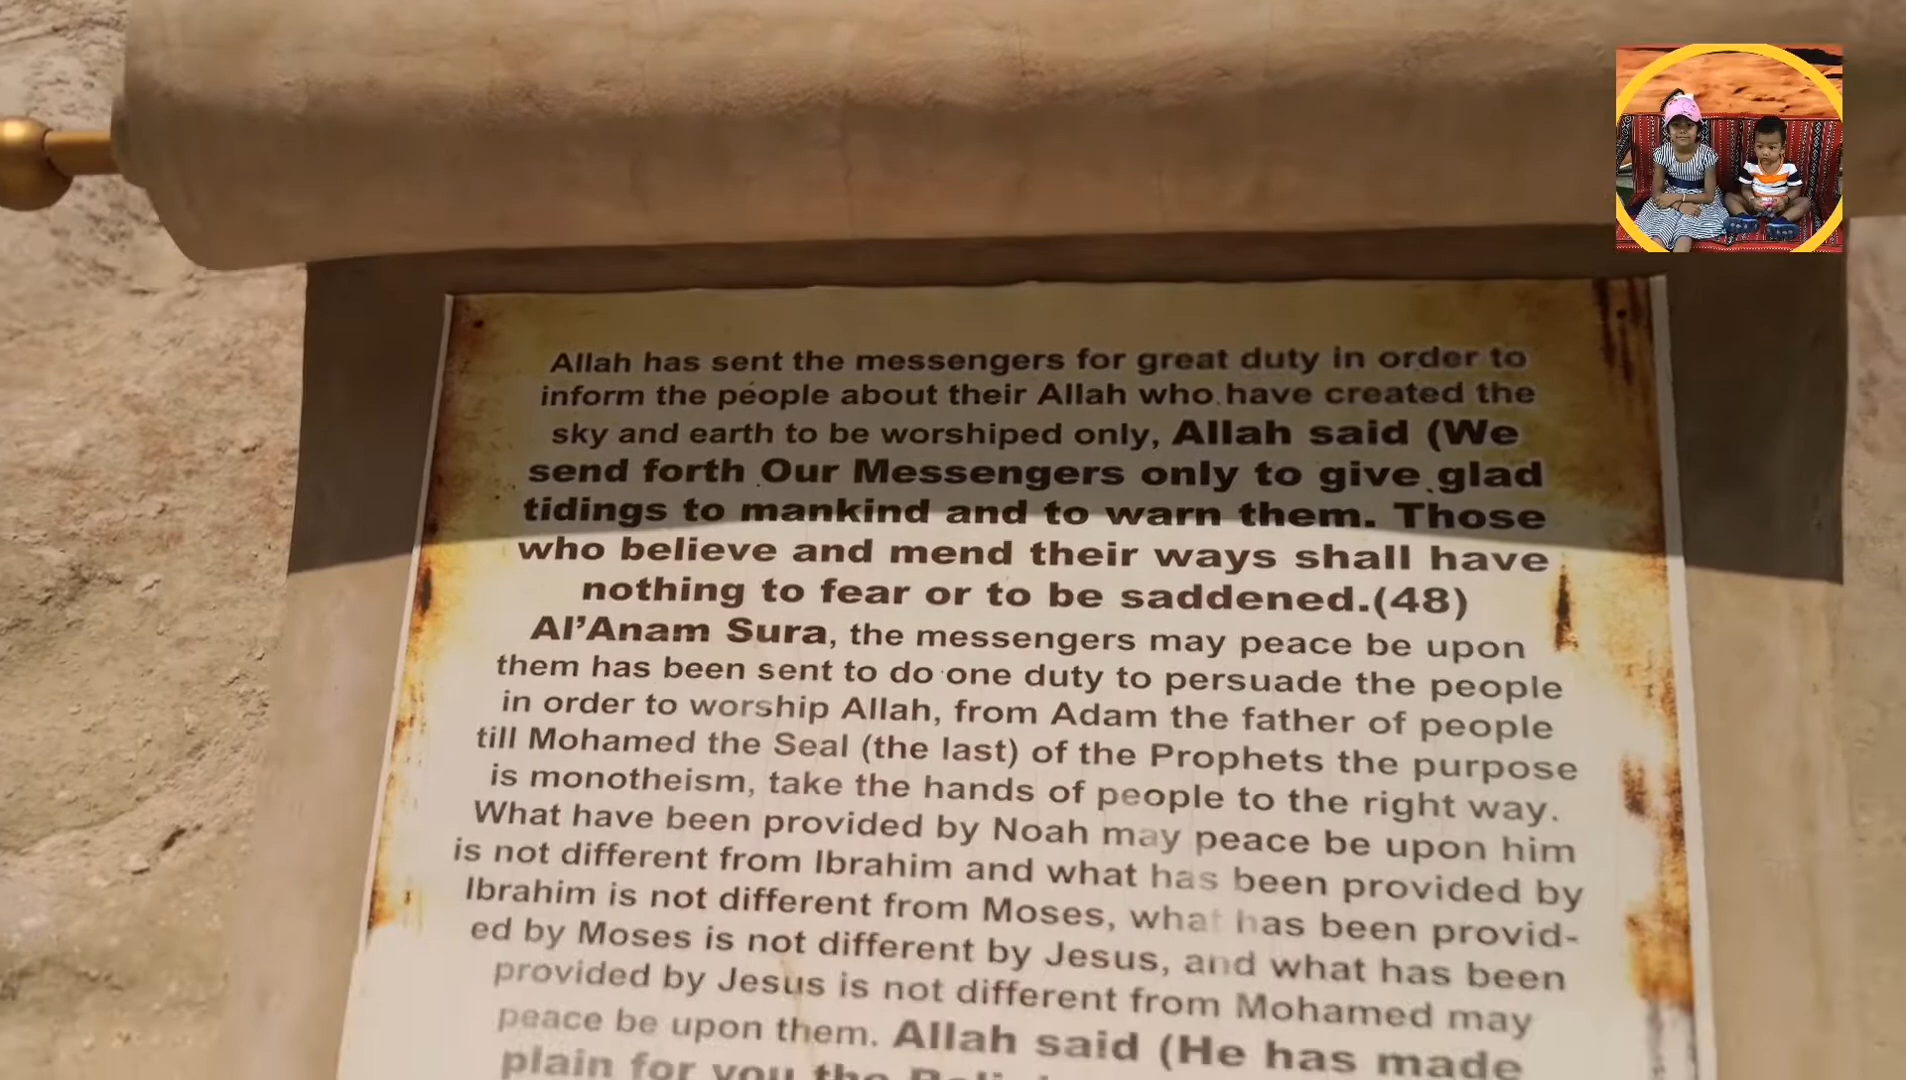 Allah has sent the messengers for great duty in order to
inform the people about their Allah who have created the
sky and earth to be worshiped only, Allah said (We
send forth Our Messengers only to give glad
tidings to mankind and to warn them. Those
who believe and mend their ways shall have
nothing to fear or to be saddened.(48)
Al’Anam Sura, the messengers may peace be upon
them has been sent to do one duty to persuade the people
in order to worship Allah, from Adam the father of people
till Mohamed the Seal (the last) of the Prophets the purpose
is monotheism, take the hands of people to the right way.
What have been provided by Noah may peace be upon him
is not different from Ibrahim and what has been provided by
Ibrahim is not different from Moses, what has been provid-
ed by Moses is not different by Jesus, and what has been
provided by Jesus is not different from Mohamed may
peace be upon them. Allah said (He has made
plain for you the